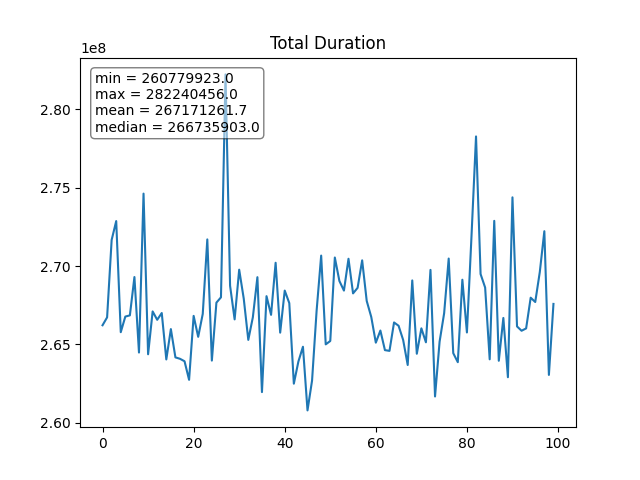 Total Duration
1e8
min = 260779923.0
max = 282240456.0
mean = 267171261.7
median = 266735903.0
2.80
2.75
2.70
2.65
2.60
0 20 40 60 80 100